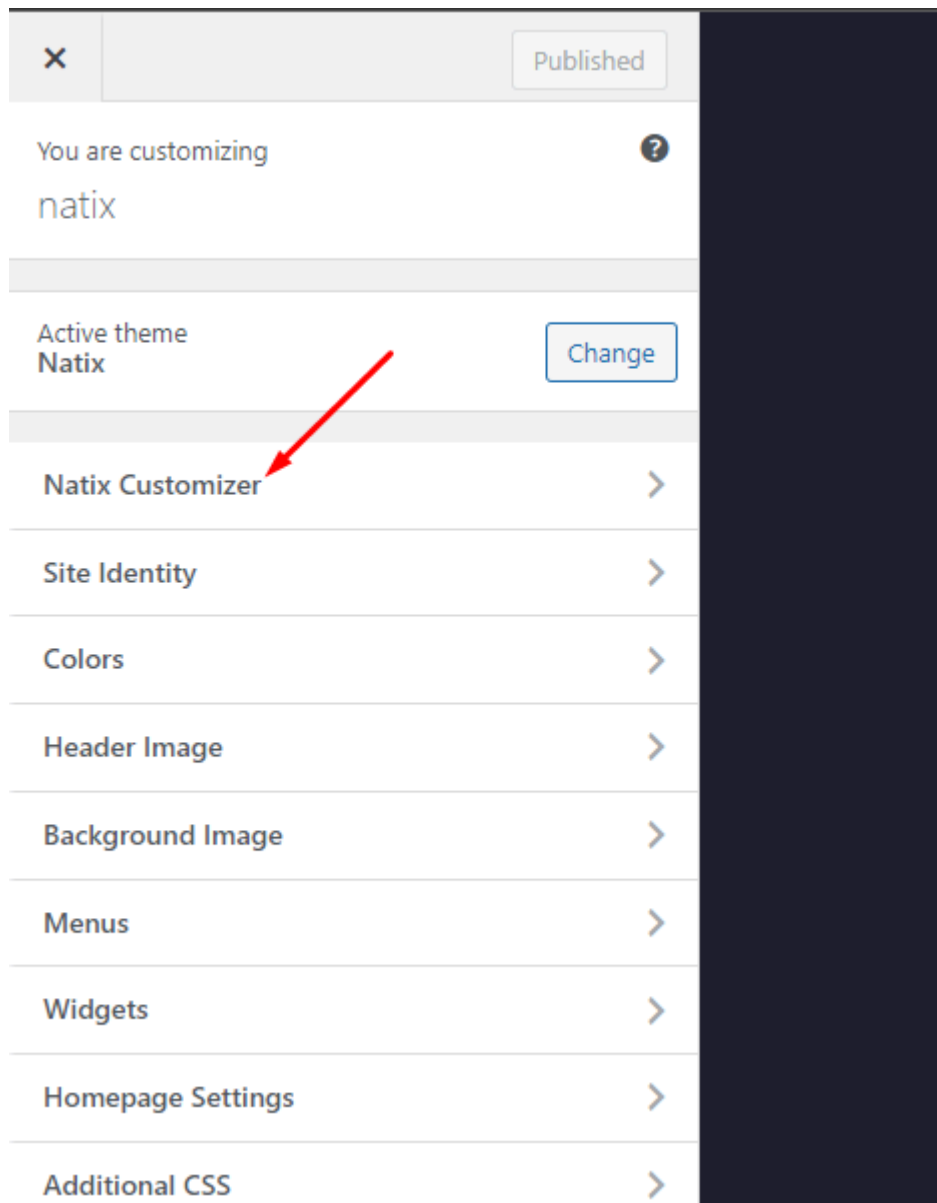 Published
You are customizing
natix
Active theme
Natix
Change
Natix Customizer
Site Identity
Colors
Header Image
Background Image
Menus
Widgets
Homepage Settings
Additional CSS